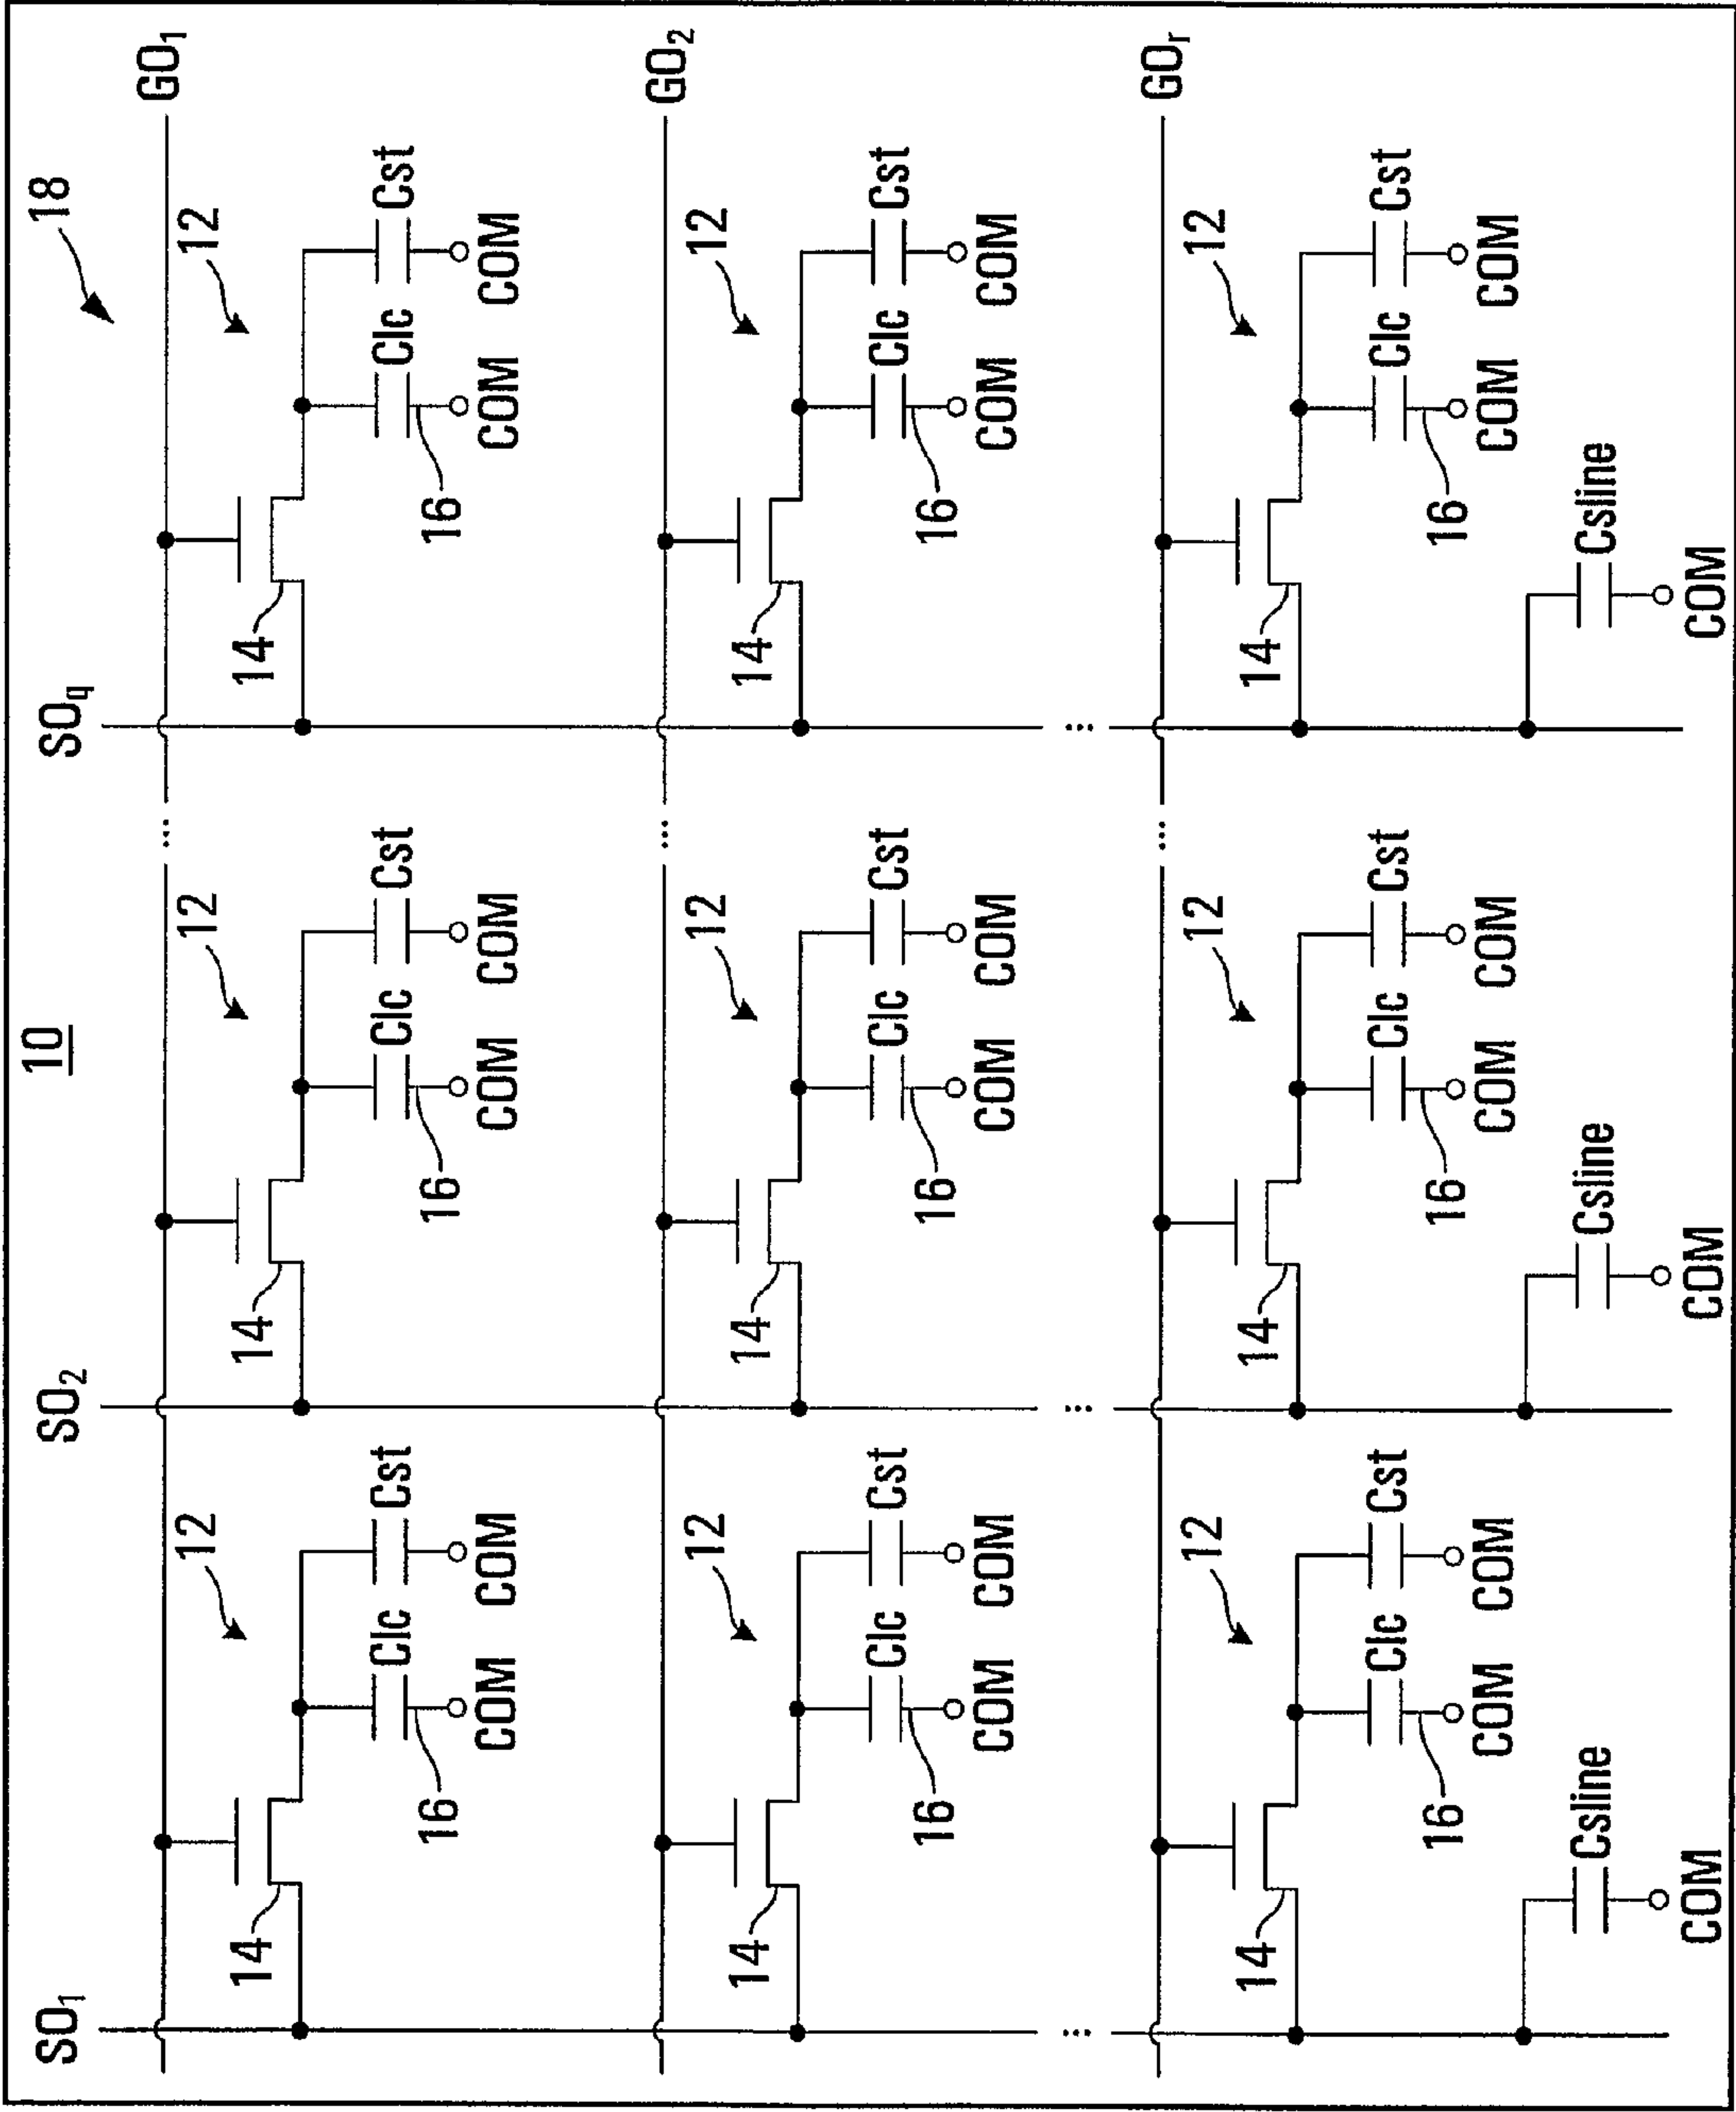 10
18
SO₁ SO₂ SO_q
GO₁
12 12 12
Clc Cst Clc Cst Clc Cst
14 14 14
16 16 16
COM COM COM COM COM COM
GO₂
12 12 12
Clc Cst Clc Cst Clc Cst
14 14 14
16 16 16
COM COM COM COM COM COM
... ... ...
GOᵣ
12 12 12
Clc Cst Clc Cst Clc Cst
14 14 14
16 16 16
COM COM COM COM COM COM
Csline Csline Csline
COM COM COM